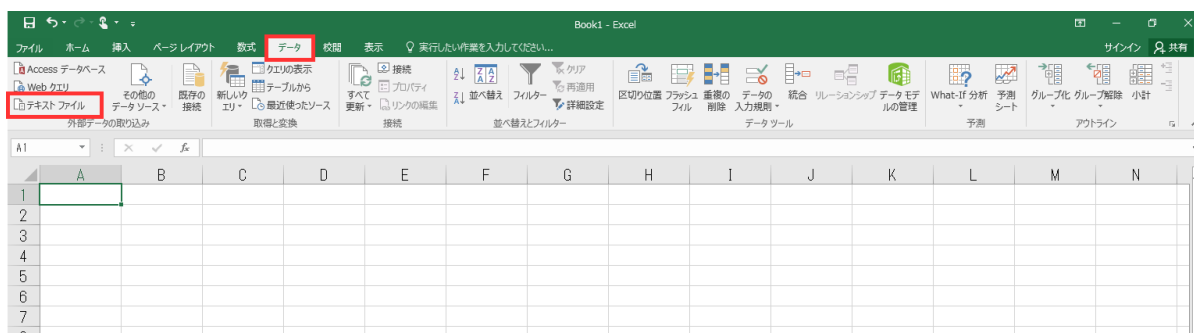 Book1 - Excel
ファイル ホーム 挿入 ページ レイアウト 数式 データ 校閲 表示 実行したい作業を入力してください... サインイン 共有
Access データベース
Web クエリ
テキスト ファイル
その他の
データ ソース
既存の
接続
外部データの取り込み
新しいク
エリ
クエリの表示
テーブルから
最近使ったソース
取得と変換
すべて
更新
接続
プロパティ
リンクの編集
接続
並べ替え
フィルター
クリア
再適用
詳細設定
並べ替えとフィルター
区切り位置
フラッシュ
フィル
重複の
削除
データの
入力規則
統合
リレーションシップ
データ モデ
ルの管理
データ ツール
What-If 分析
予測
シート
予測
グループ化
グループ解除
小計
アウトライン
A1 fx
A B C D E F G H I J K L M N
1
2
3
4
5
6
7